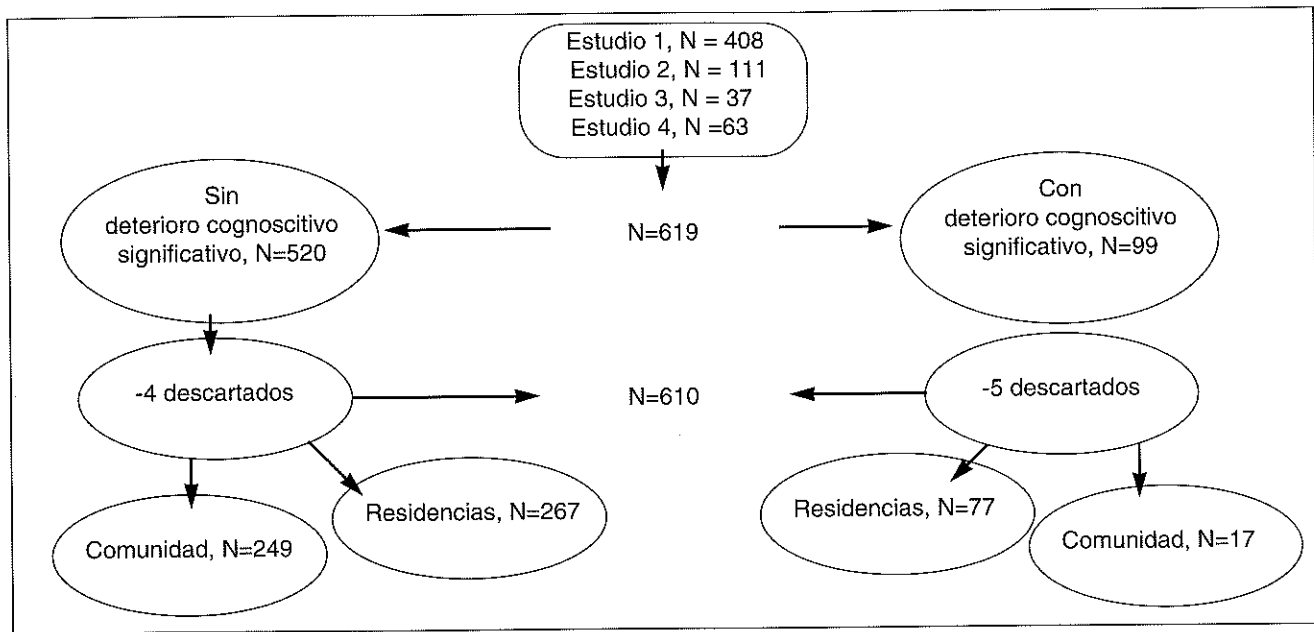 Estudio 1, N = 408
Estudio 2, N = 111
Estudio 3, N = 37
Estudio 4, N =63
Sin
deterioro cognoscitivo
significativo, N=520
N=619
Con
deterioro cognoscitivo
significativo, N=99
-4 descartados
N=610
-5 descartados
Comunidad, N=249
Residencias, N=267
Residencias, N=77
Comunidad, N=17